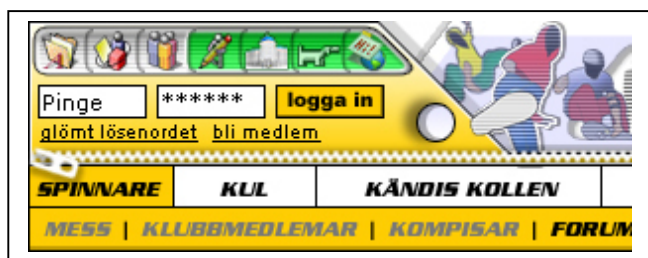 Pinge ****** logga in
glömt lösenordet bli medlem
SPINNARE KUL KÄNDIS KOLLEN
MESS | KLUBBMEDLEMAR | KOMPISAR | FORUM